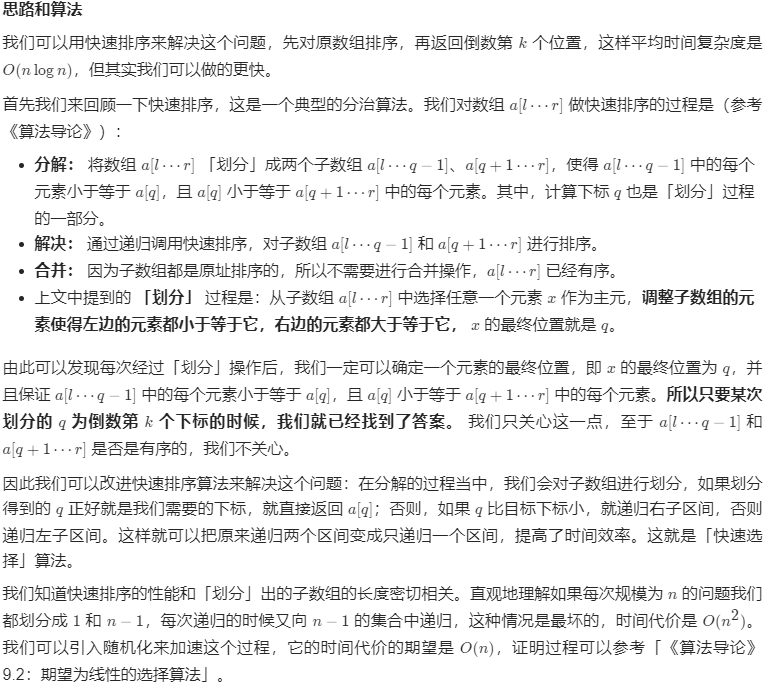 思路和算法
我们可以用快速排序来解决这个问题，先对原数组排序，再返回倒数第 k 个位置，这样平均时间复杂度是
O(n log n)，但其实我们可以做的更快。
首先我们来回顾一下快速排序，这是一个典型的分治算法。我们对数组 a[l⋯r] 做快速排序的过程是（参考
《算法导论》）：
• 分解： 将数组 a[l⋯r] 「划分」成两个子数组 a[l⋯q−1]、a[q+1⋯r]，使得 a[l⋯q−1] 中的每个
元素小于等于 a[q]，且 a[q] 小于等于 a[q+1⋯r] 中的每个元素。其中，计算下标 q 也是「划分」过程
的一部分。
• 解决： 通过递归调用快速排序，对子数组 a[l⋯q−1] 和 a[q+1⋯r] 进行排序。
• 合并： 因为子数组都是原址排序的，所以不需要进行合并操作，a[l⋯r] 已经有序。
• 上文中提到的 「划分」 过程是：从子数组 a[l⋯r] 中选择任意一个元素 x 作为主元，调整子数组的元
素使得左边的元素都小于等于它，右边的元素都大于等于它， x 的最终位置就是 q。
由此可以发现每次经过「划分」操作后，我们一定可以确定一个元素的最终位置，即 x 的最终位置为 q，并
且保证 a[l⋯q−1] 中的每个元素小于等于 a[q]，且 a[q] 小于等于 a[q+1⋯r] 中的每个元素。所以只要某次
划分的 q 为倒数第 k 个下标的时候，我们就已经找到了答案。 我们只关心这一点，至于 a[l⋯q−1] 和
a[q+1⋯r] 是否是有序的，我们不关心。
因此我们可以改进快速排序算法来解决这个问题：在分解的过程当中，我们会对子数组进行划分，如果划分
得到的 q 正好就是我们需要的下标，就直接返回 a[q]；否则，如果 q 比目标下标小，就递归右子区间，否则
递归左子区间。这样就可以把原来递归两个区间变成只递归一个区间，提高了时间效率。这就是「快速选
择」算法。
我们知道快速排序的性能和「划分」出的子数组的长度密切相关。直观地理解如果每次规模为 n 的问题我们
都划分成 1 和 n−1，每次递归的时候又向 n−1 的集合中递归，这种情况是最坏的，时间代价是 O(n²)。
我们可以引入随机化来加速这个过程，它的时间代价的期望是 O(n)，证明过程可以参考「《算法导论》
9.2：期望为线性的选择算法」。